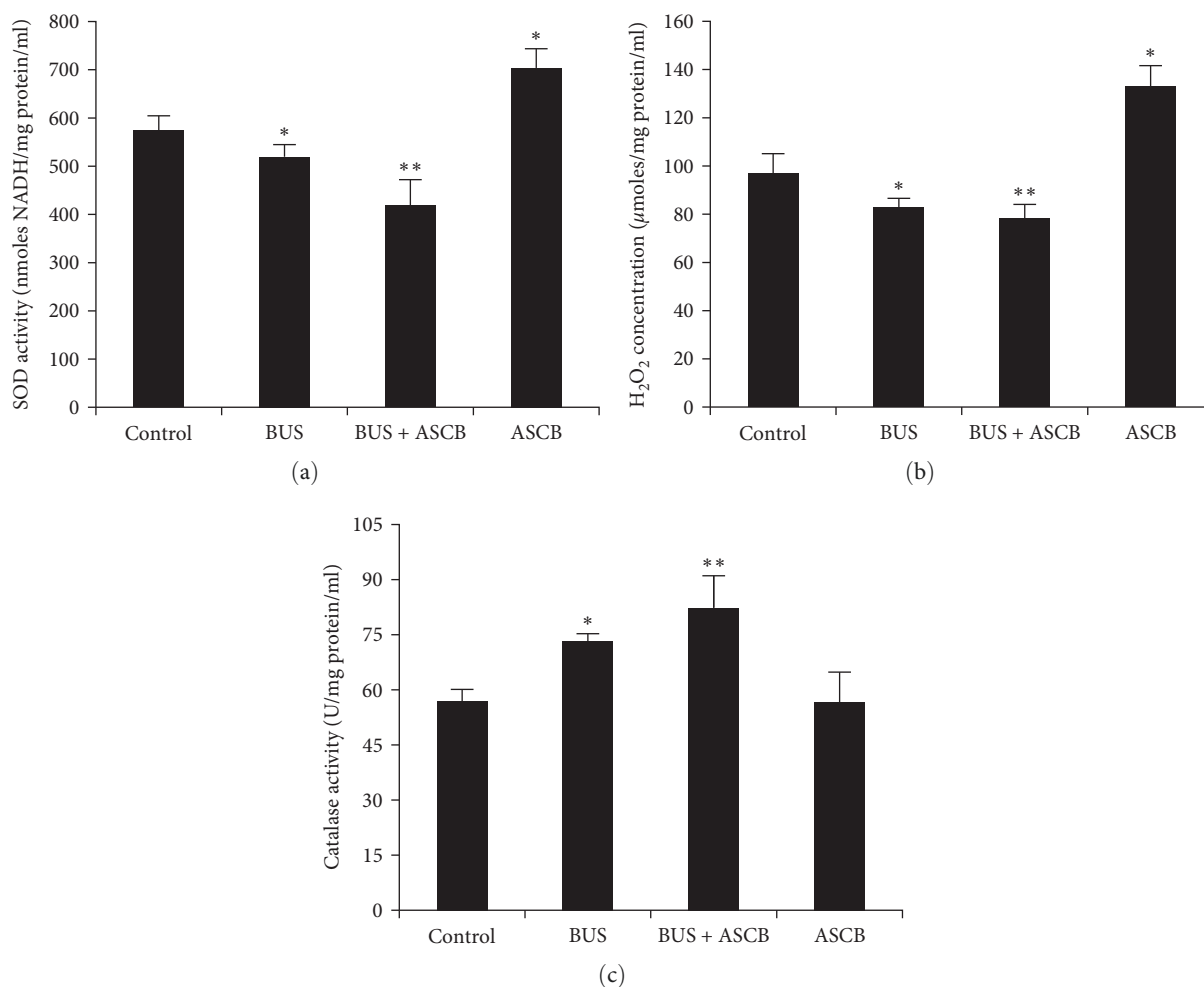 SOD activity (nmoles NADH/mg protein/ml)
800
700
600
500
400
300
200
100
0
*
**
*
Control
BUS
BUS + ASCB
ASCB
(a)
H₂O₂ concentration (μmoles/mg protein/ml)
160
140
120
100
80
60
40
20
0
*
**
*
Control
BUS
BUS + ASCB
ASCB
(b)
Catalase activity (U/mg protein/ml)
105
90
75
60
45
30
15
0
*
**
Control
BUS
BUS + ASCB
ASCB
(c)